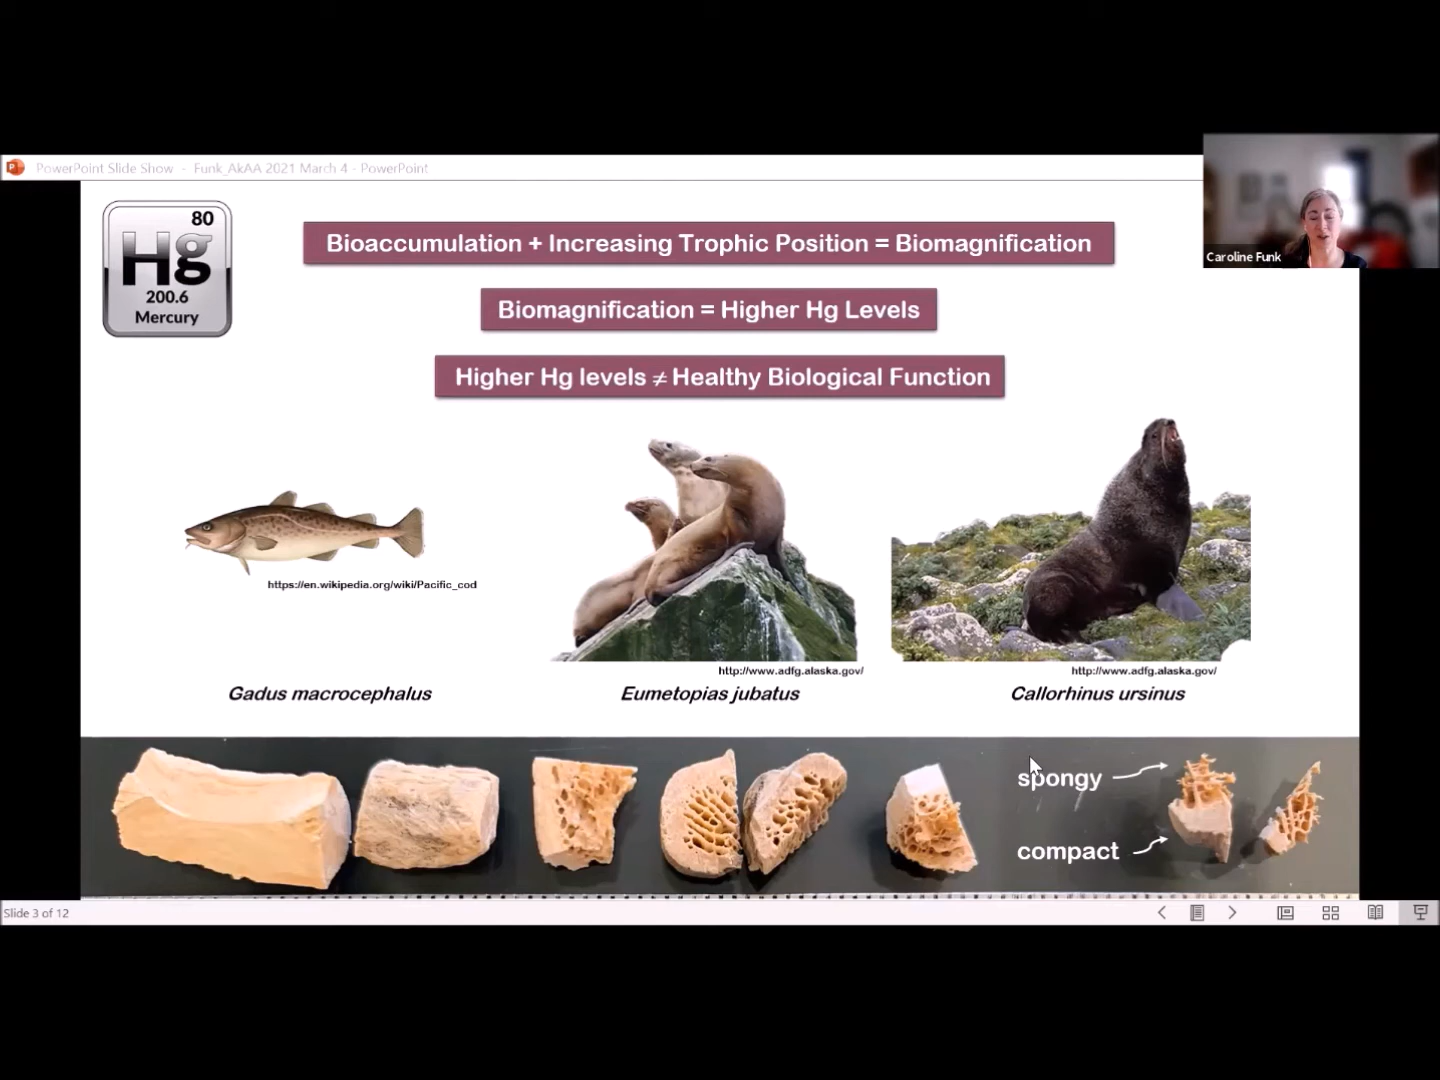 PowerPoint Slide Show - Funk_AkAA 2021 March 4 - PowerPoint
Caroline Funk
80
Hg
200.6
Mercury
Bioaccumulation + Increasing Trophic Position = Biomagnification
Biomagnification = Higher Hg Levels
Higher Hg levels ≠ Healthy Biological Function
https://en.wikipedia.org/wiki/Pacific_cod
http://www.adfg.alaska.gov/
http://www.adfg.alaska.gov/
Gadus macrocephalus
Eumetopias jubatus
Callorhinus ursinus
spongy
compact
Slide 3 of 12